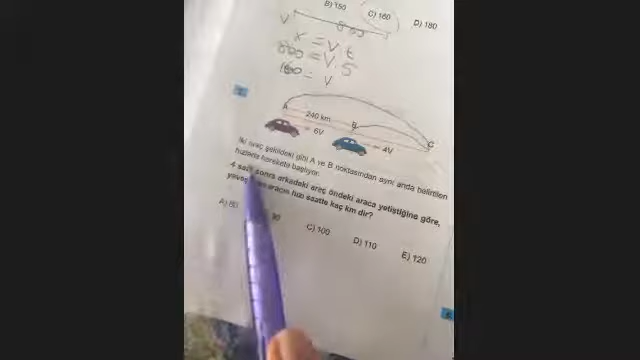 B) 150
C) 160
D) 180
V
800
x = V.t
800 = V.5
160 = V
A
240 km
B
C
6V
4V
İki araç şekildeki gibi A ve B noktasından aynı anda belirtilen
hızlarla harekete başlıyor.
4 saat sonra arkadaki araç öndeki araca yetiştiğine göre,
aracın hızı saatte kaç km dir?
A) 80
90
C) 100
D) 110
E) 120